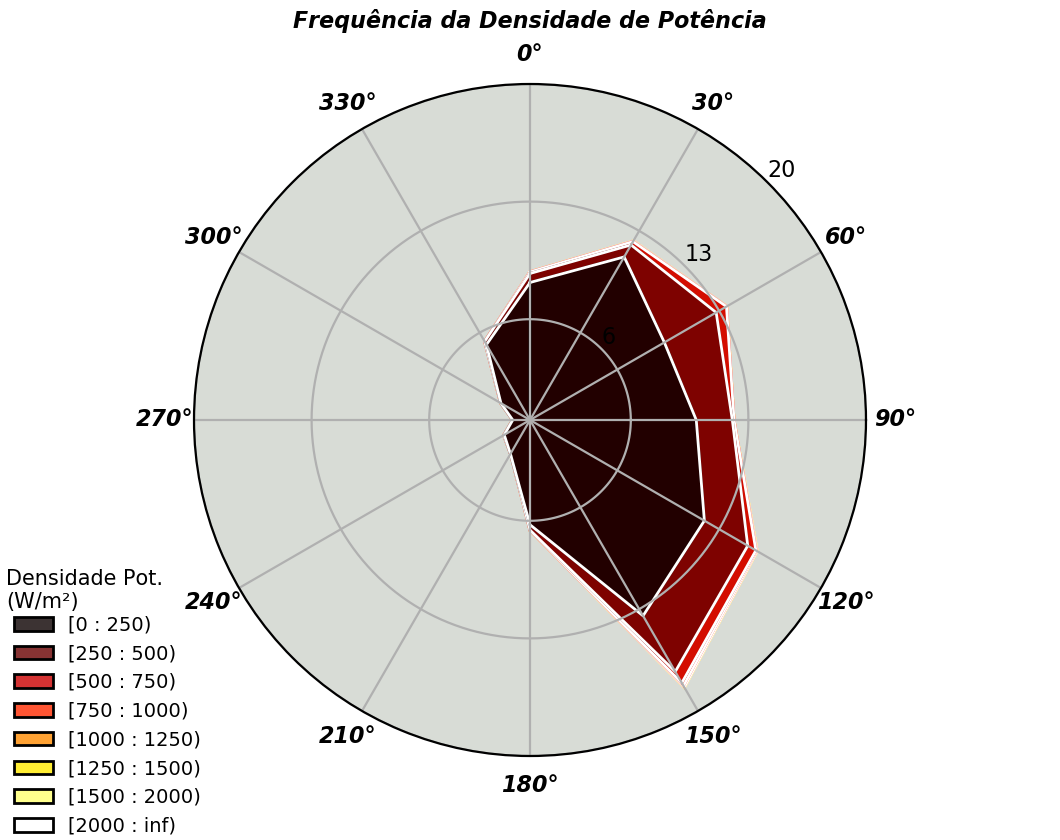 Frequência da Densidade de Potência
0°
330°
30°
20
300°
60°
13
6
270°
90°
240°
120°
210°
150°
180°
Densidade Pot.
(W/m²)
[0 : 250)
[250 : 500)
[500 : 750)
[750 : 1000)
[1000 : 1250)
[1250 : 1500)
[1500 : 2000)
[2000 : inf)